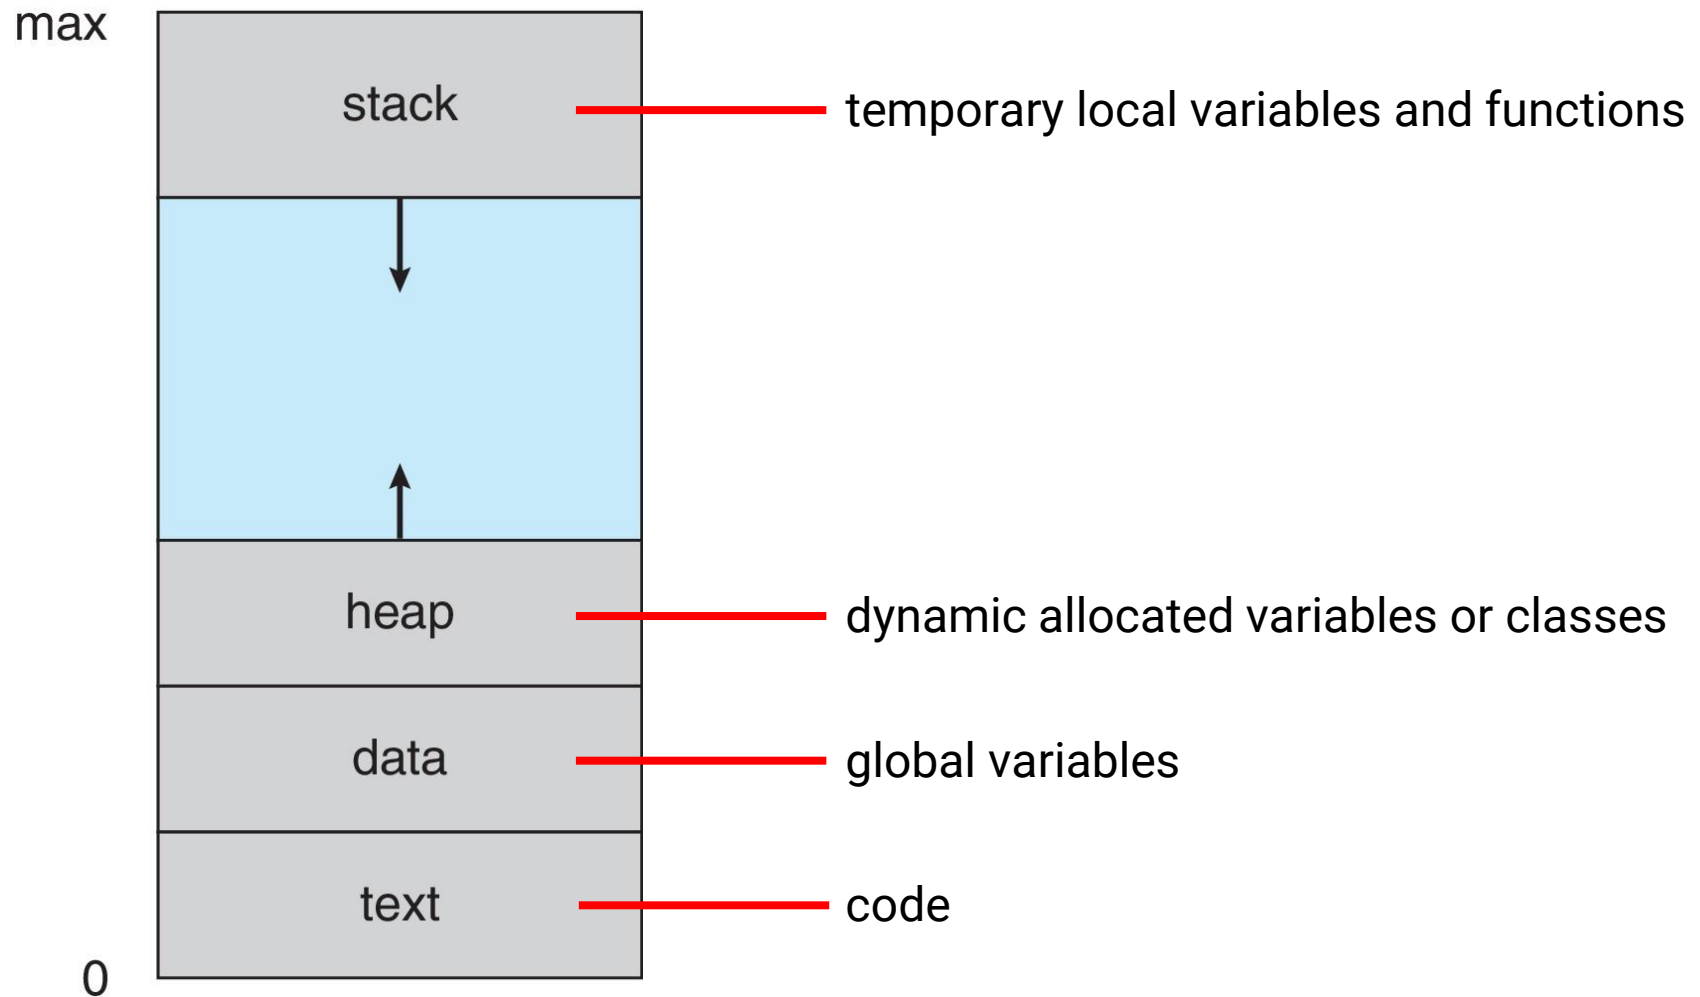 max
stack
temporary local variables and functions
heap
dynamic allocated variables or classes
data
global variables
text
code
0